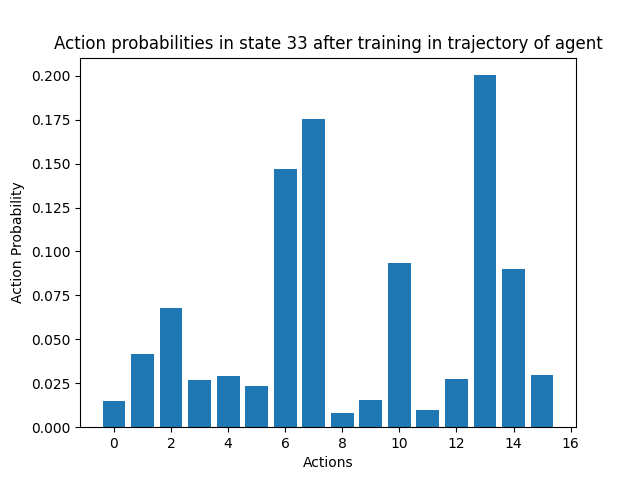 Action probabilities in state 33 after training in trajectory of agent
0.200
0.175
0.150
0.125
0.100
0.075
0.050
0.025
0.000
Action Probability
0 2 4 6 8 10 12 14 16
Actions